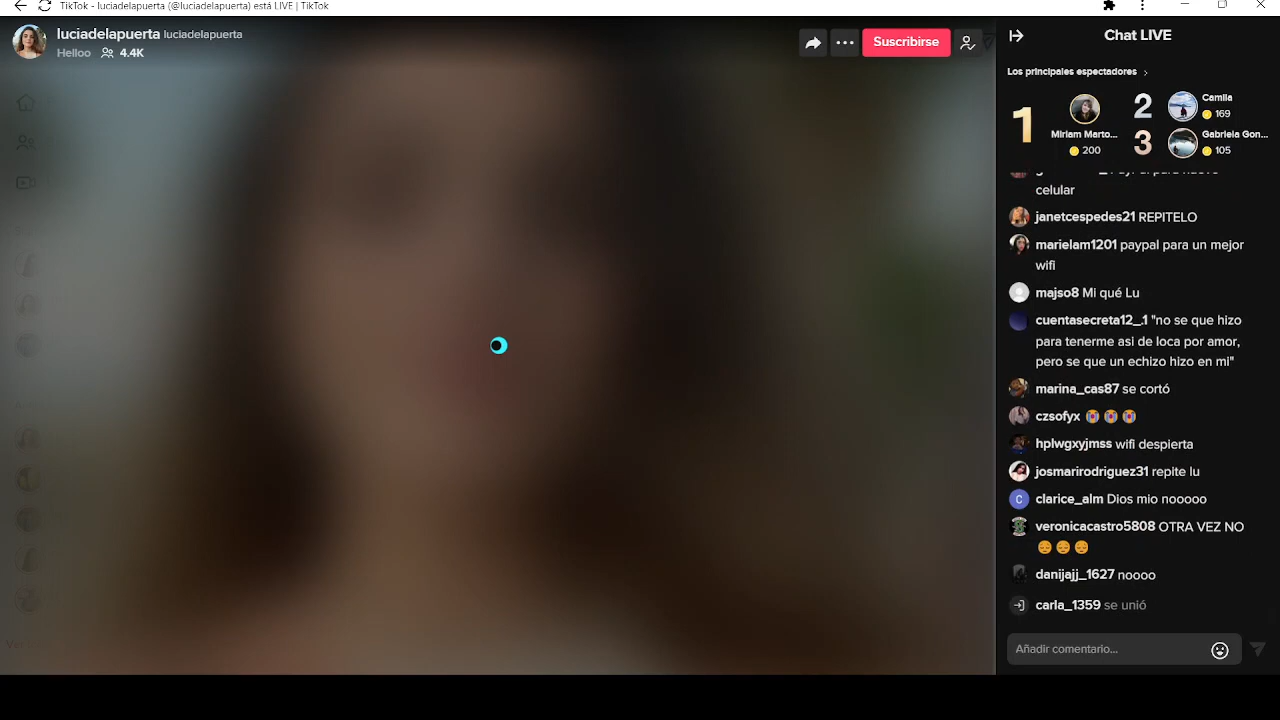 TikTok - luciadelapuerta (@luciadelapuerta) está LIVE | TikTok
luciadelapuerta luciadelapuerta
Helloo 4.4K
Suscribirse
Chat LIVE
Los principales espectadores
1
Miriam Marto...
200
2
Camila
169
3
Gabriela Gon...
105
celular
janetcespedes21 REPITELO
marielam1201 paypal para un mejor
wifi
majso8 Mi qué Lu
cuentasecreta12_.1 "no se que hizo
para tenerme asi de loca por amor,
pero se que un echizo hizo en mi"
marina_cas87 se cortó
czsofyx 😭 😭 😭
hplwgxyjmss wifi despierta
josmarirodriguez31 repite lu
C clarice_alm Dios mio nooooo
veronicacastro5808 OTRA VEZ NO
😔 😔 😔
danijajj_1627 noooo
carla_1359 se unió
Añadir comentario...